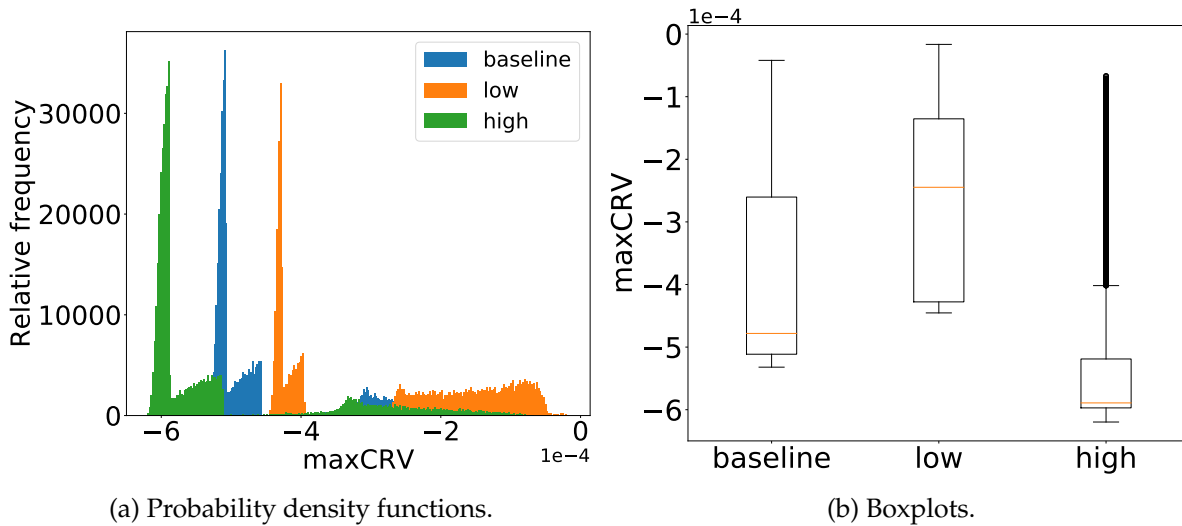 baseline
low
high
Relative frequency
30000
20000
10000
0
−6
−4
−2
0
maxCRV
1e−4
(a) Probability density functions.
1e−4
0
−1
−2
−3
−4
−5
−6
maxCRV
baseline
low
high
(b) Boxplots.